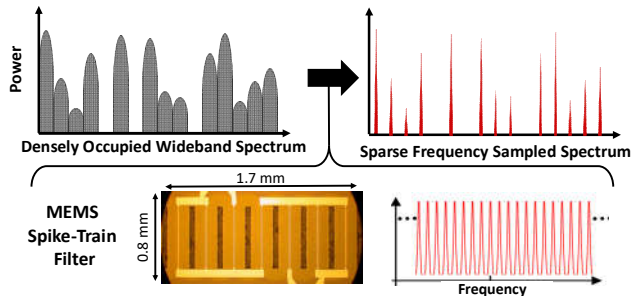 Power
Densely Occupied Wideband Spectrum
Sparse Frequency Sampled Spectrum
1.7 mm
MEMS
Spike-Train
Filter
0.8 mm
Frequency